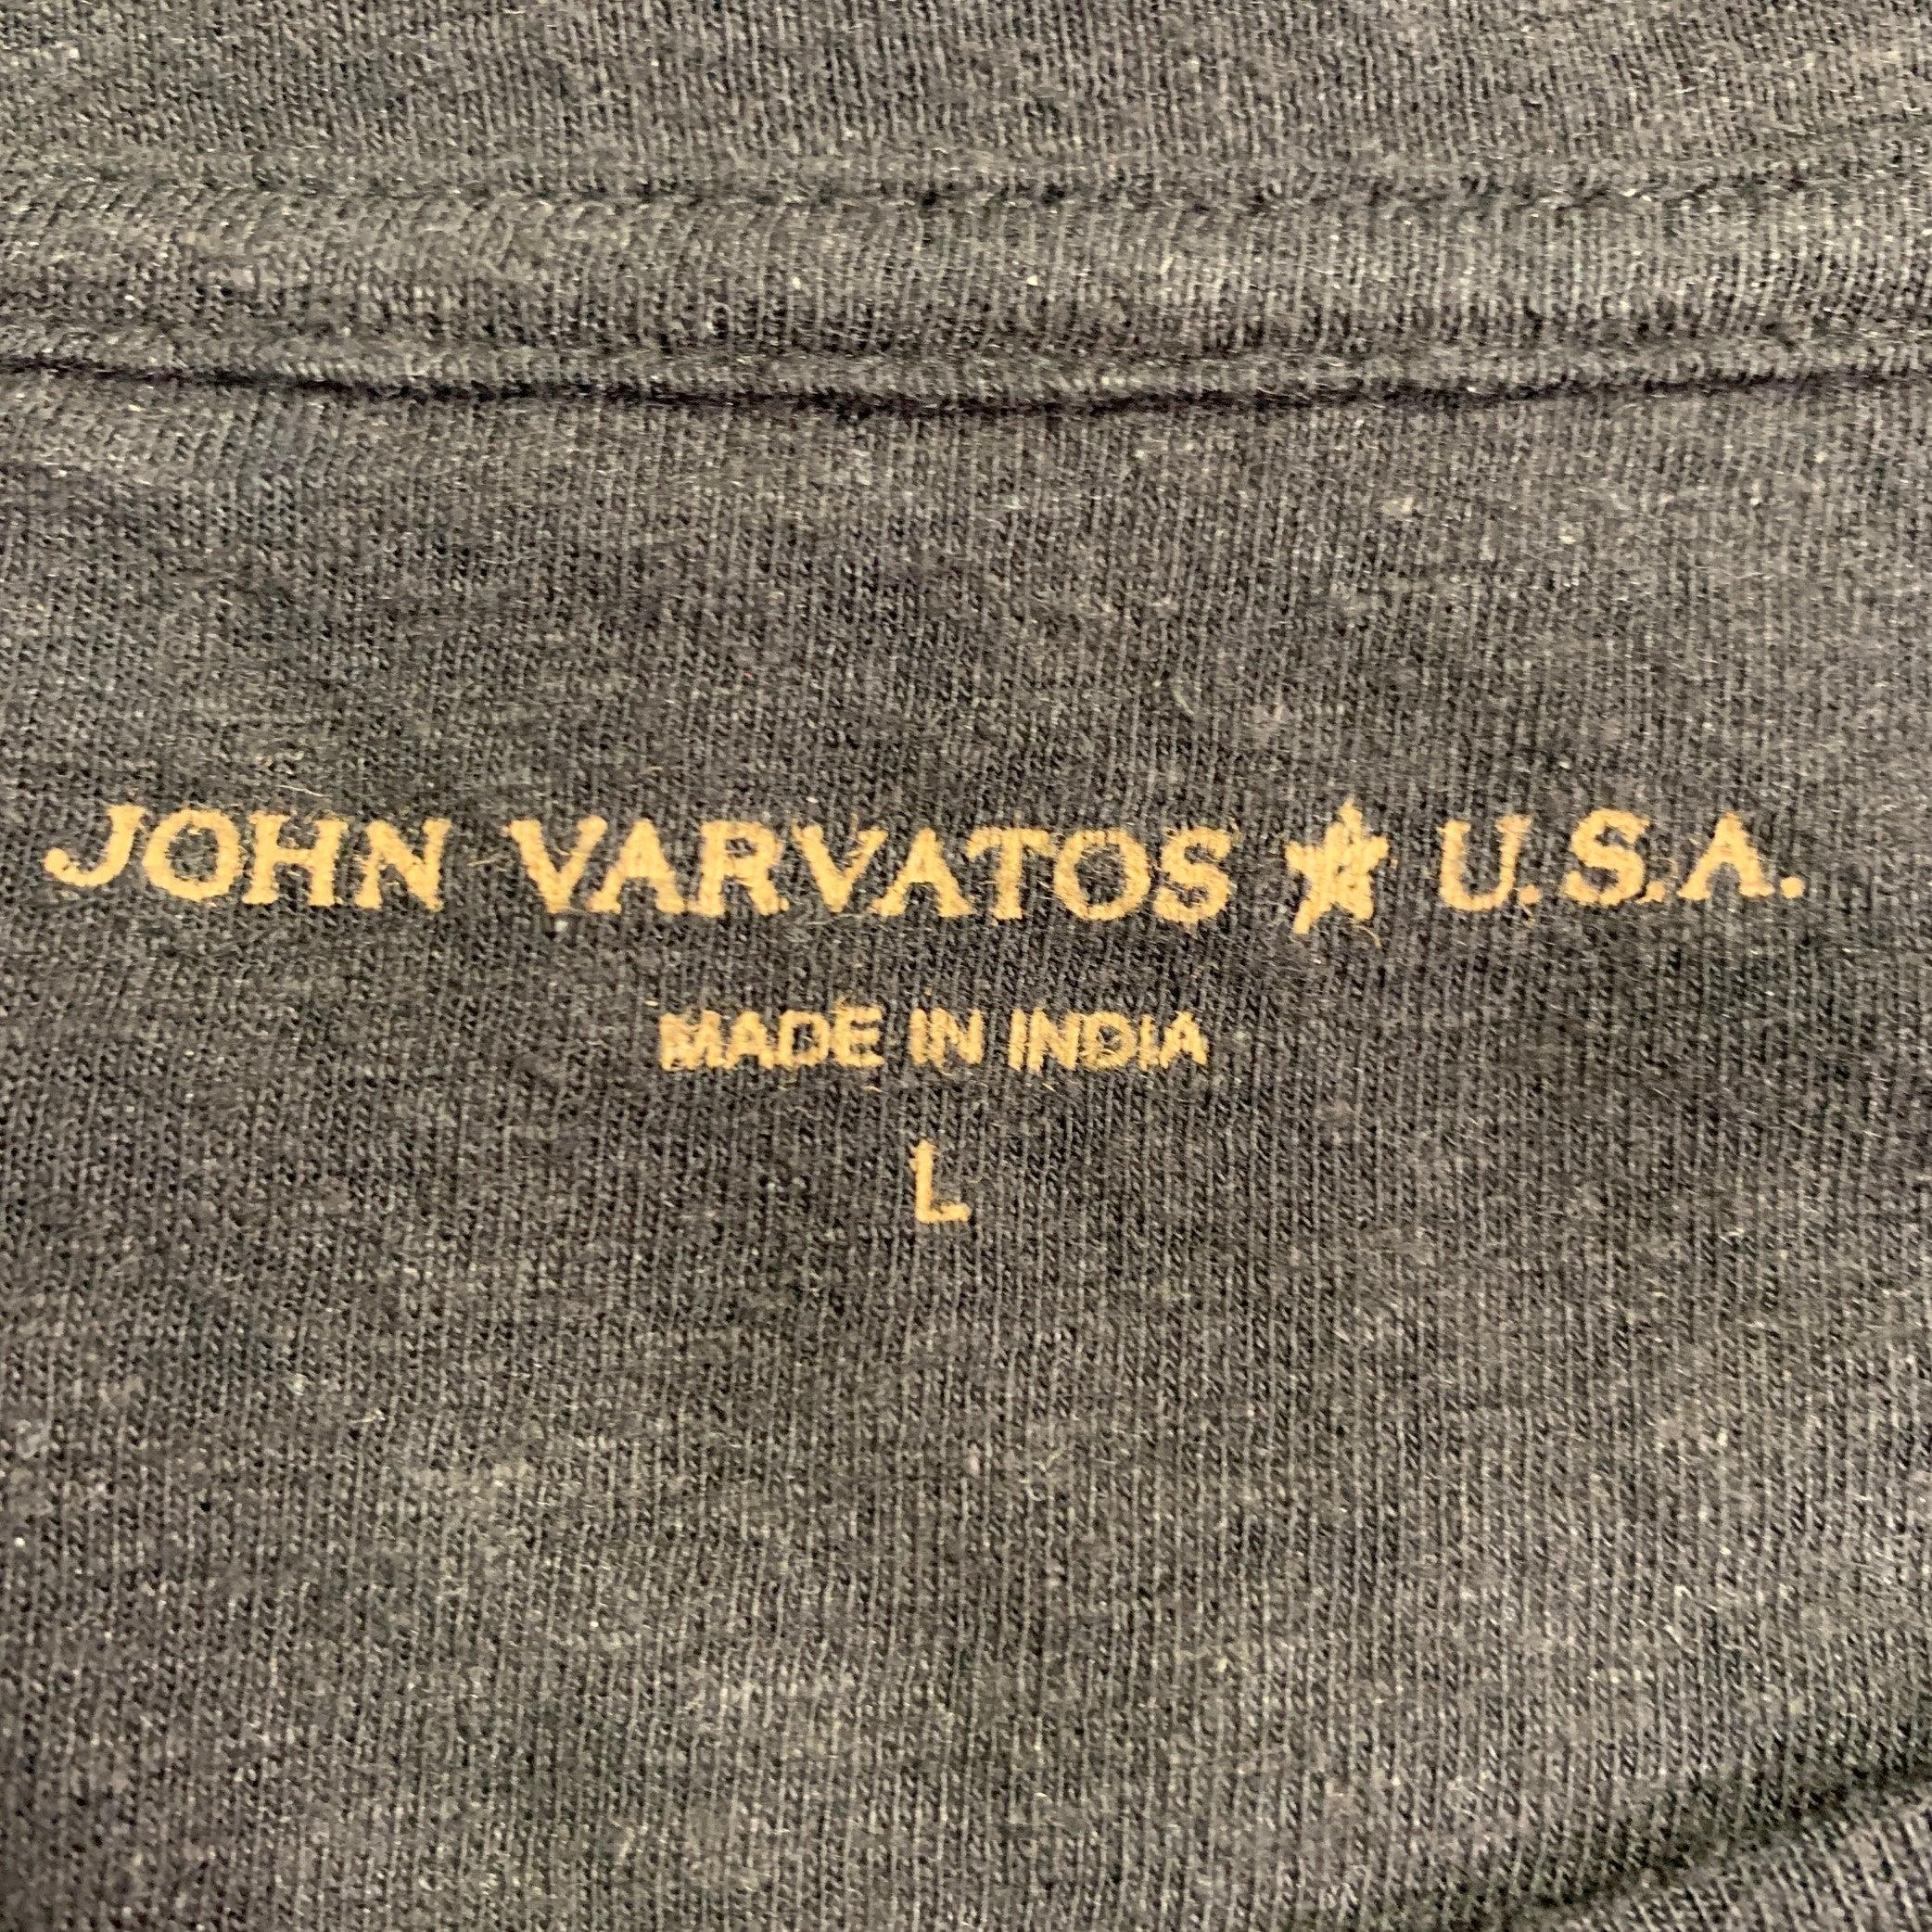 JOHN VARVATOS ★ U.S.A.
MADE IN INDIA
L